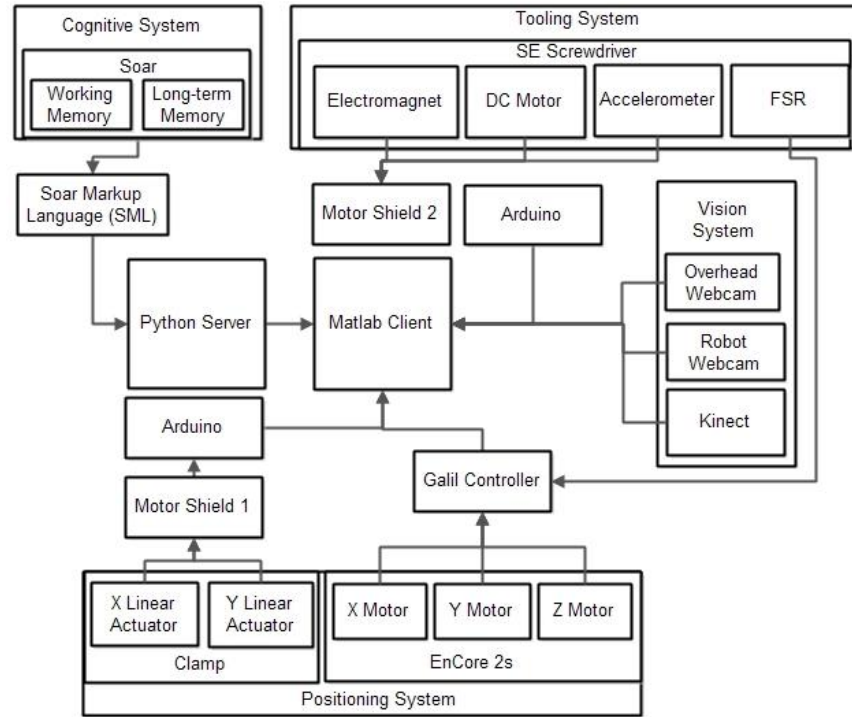 Cognitive System
Soar
Working
Memory
Long-term
Memory
Tooling System
SE Screwdriver
Electromagnet
DC Motor
Accelerometer
FSR
Soar Markup
Language (SML)
Motor Shield 2
Arduino
Vision
System
Overhead
Webcam
Robot
Webcam
Kinect
Python Server
Matlab Client
Arduino
Galil Controller
Motor Shield 1
X Linear
Actuator
Y Linear
Actuator
Clamp
X Motor
Y Motor
Z Motor
EnCore 2s
Positioning System